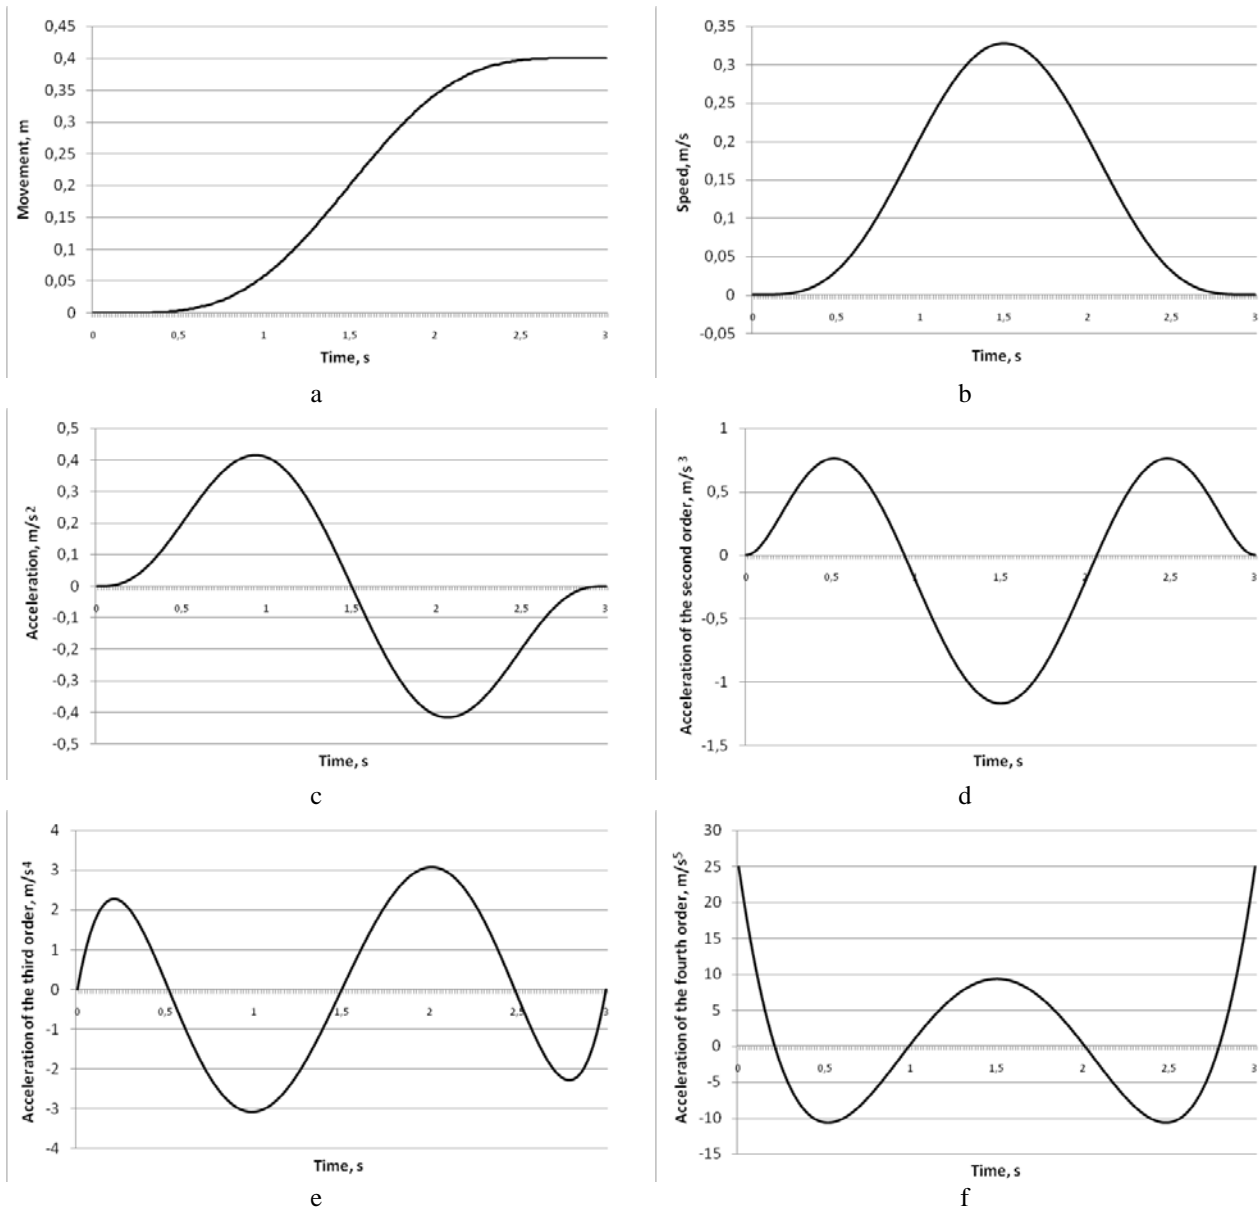 0,45
0,4
0,35
0,3
0,25
0,2
0,15
0,1
0,05
0
Movement, m
0 0,5 1 1,5 2 2,5 3
Time, s
a
0,35
0,3
0,25
0,2
0,15
0,1
0,05
0
-0,05
Speed, m/s
0 0,5 1 1,5 2 2,5 3
Time, s
b
0,5
0,4
0,3
0,2
0,1
0
-0,1
-0,2
-0,3
-0,4
-0,5
Acceleration, m/s²
0 0,5 1 1,5 2 2,5 3
Time, s
c
1
0,5
0
-0,5
-1
-1,5
Acceleration of the second order, m/s³
0 0,5 1 1,5 2 2,5 3
Time, s
d
4
3
2
1
0
-1
-2
-3
-4
Acceleration of the third order, m/s⁴
0 0,5 1 1,5 2 2,5 3
Time, s
e
30
25
20
15
10
5
0
-5
-10
-15
Acceleration of the fourth order, m/s⁵
0 0,5 1 1,5 2 2,5 3
Time, s
f